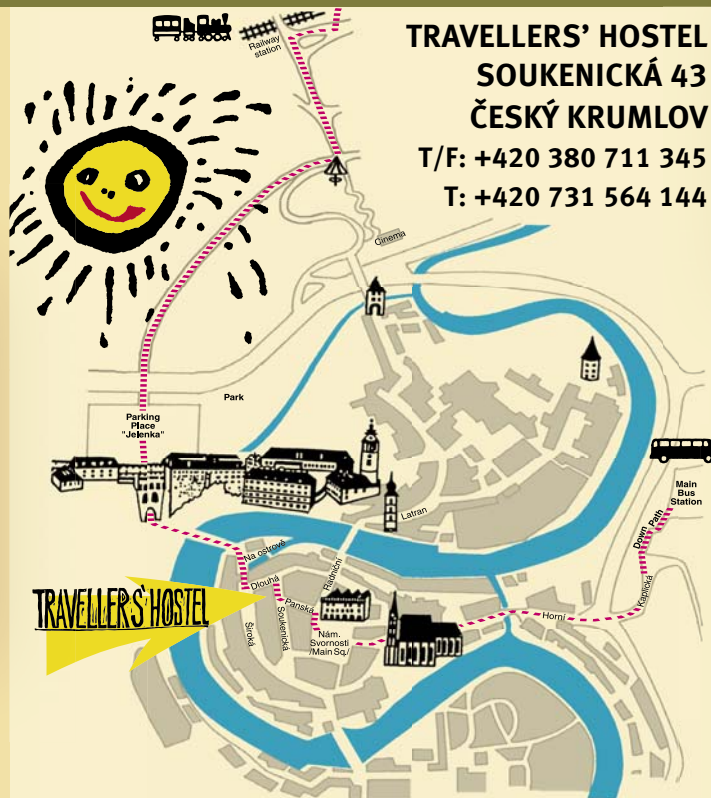 TRAVELLERS' HOSTEL
SOUKENICKÁ 43
ČESKÝ KRUMLOV
T/F: +420 380 711 345
T: +420 731 564 144
Railway
station
Cinema
Park
Parking
Place
"Jelenka"
Main
Bus
Station
Down Path
Latran
Kaplická
Na ostrově
Radniční
Dlouhá
TRAVELLERS' HOSTEL
Široká
Soukenická
Panská
Horní
Nám.
Svornosti
/Main Sq./